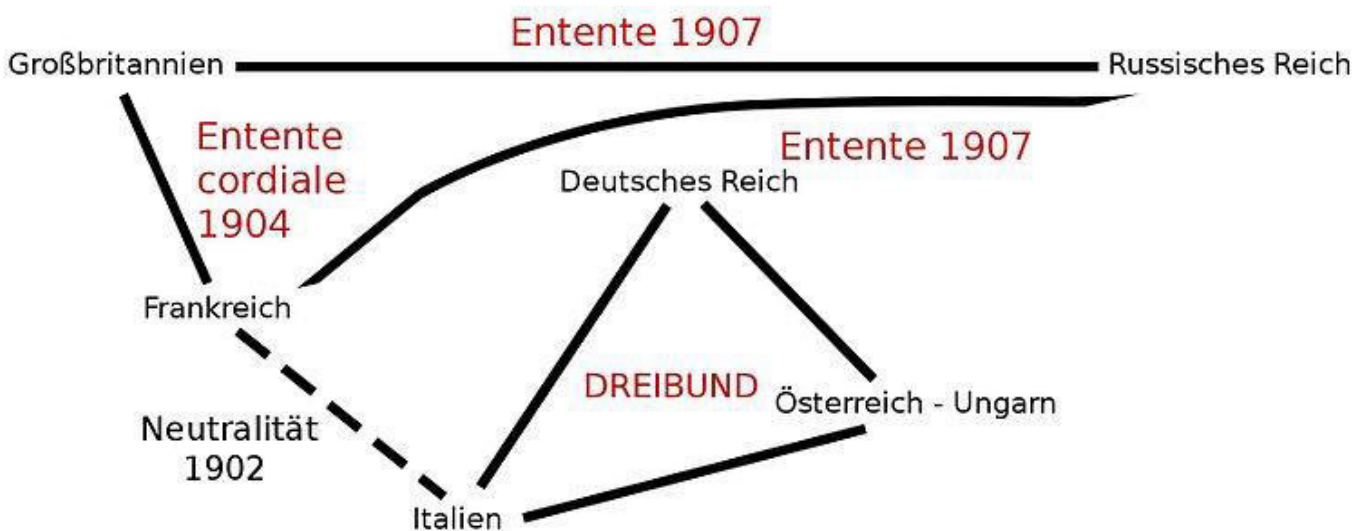 Entente 1907
Großbritannien
Russisches Reich
Entente
cordiale
1904
Entente 1907
Deutsches Reich
Frankreich
DREIBUND
Österreich - Ungarn
Neutralität
1902
Italien